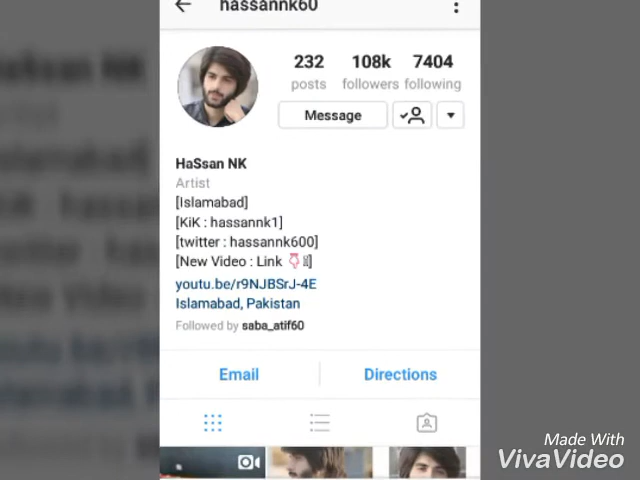 hassannk60
232 108k 7404
posts followers following
Message
HaSsan NK
Artist
[Islamabad]
[KiK : hassannk1]
[twitter : hassannk600]
[New Video : Link 👇🏻]
youtu.be/r9NJBSrJ-4E
Islamabad, Pakistan
Followed by saba_atif60
Email Directions
Made With
VivaVideo